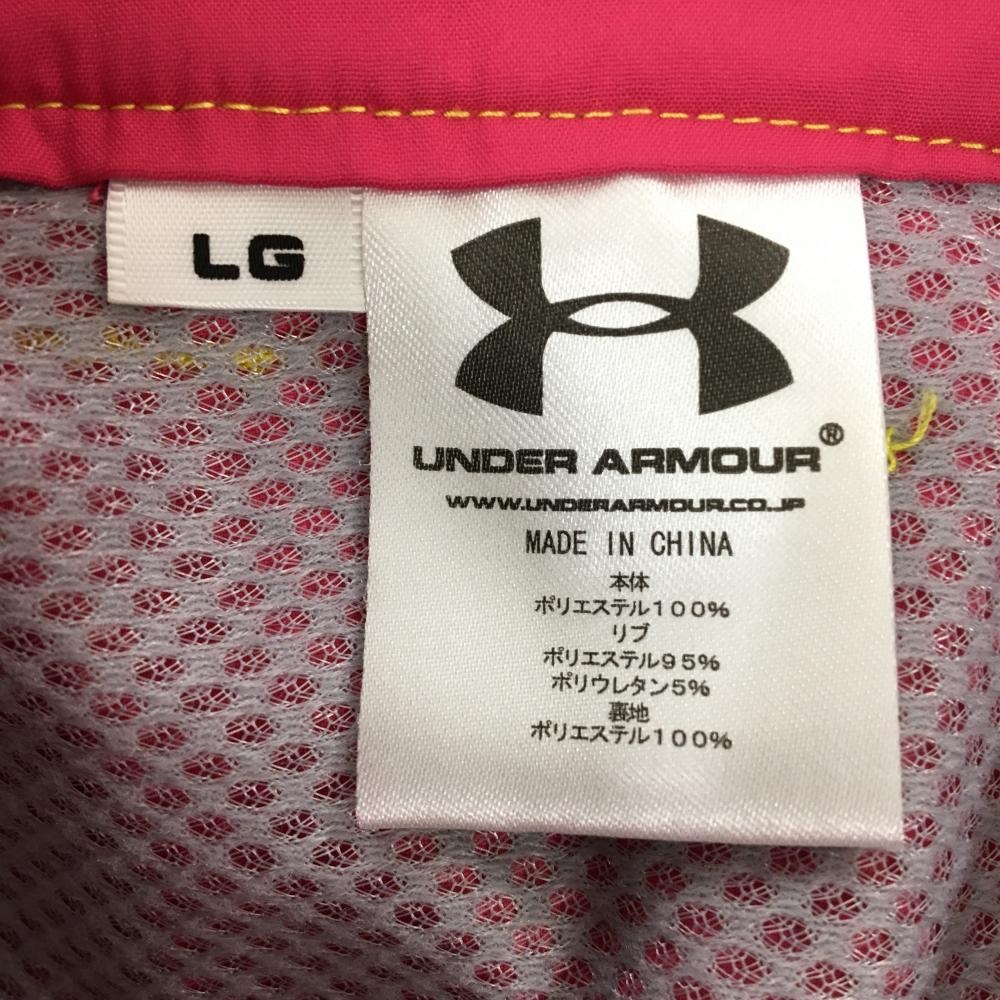 LG
UNDER ARMOUR®
WWW.UNDERARMOUR.CO.JP
MADE IN CHINA
本体
ポリエステル100%
リブ
ポリエステル95%
ポリウレタン5%
裏地
ポリエステル100%